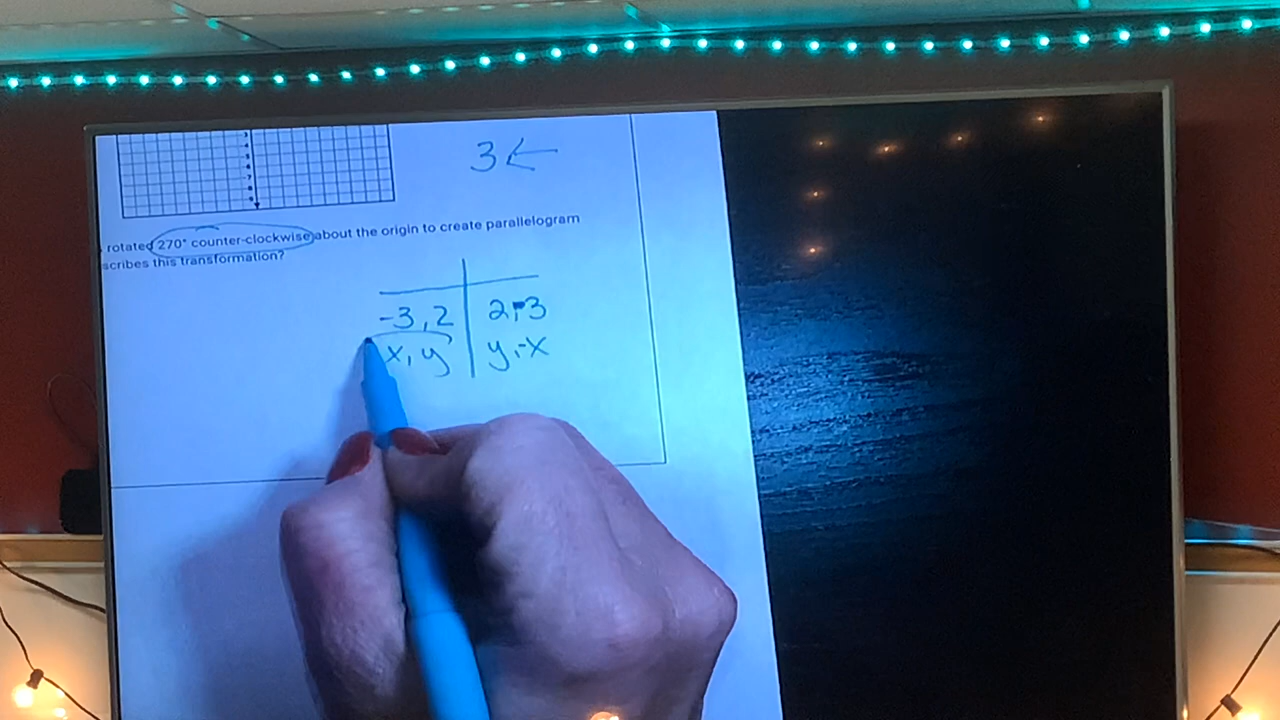 3 ←
rotated 270° counter-clockwise about the origin to create parallelogram
scribes this transformation?
-3, 2 | 2, 3
x, y | y, -x